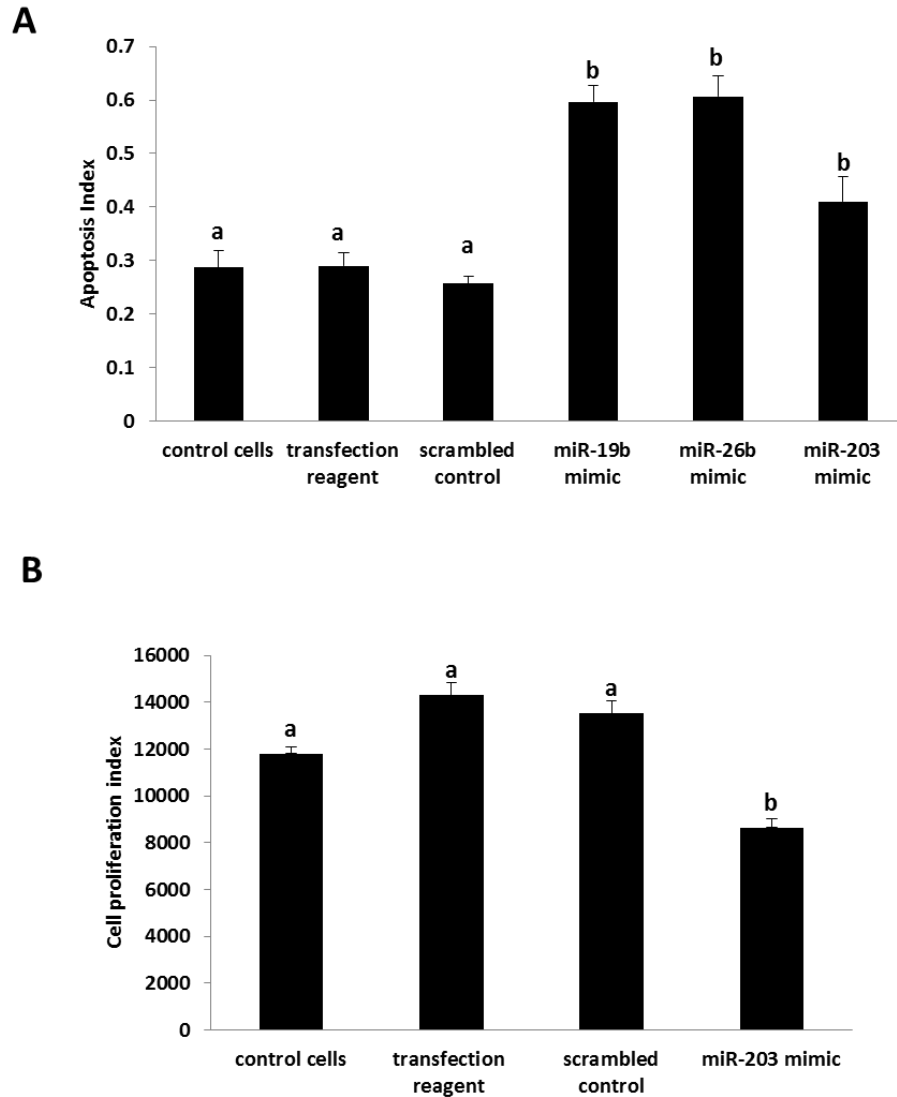 A
0.7
0.6
0.5
0.4
0.3
0.2
0.1
0
Apoptosis Index
a
a
a
b
b
b
control cells
transfection
reagent
scrambled
control
miR-19b
mimic
miR-26b
mimic
miR-203
mimic
B
16000
14000
12000
10000
8000
6000
4000
2000
0
Cell proliferation index
a
a
a
b
control cells
transfection
reagent
scrambled
control
miR-203 mimic